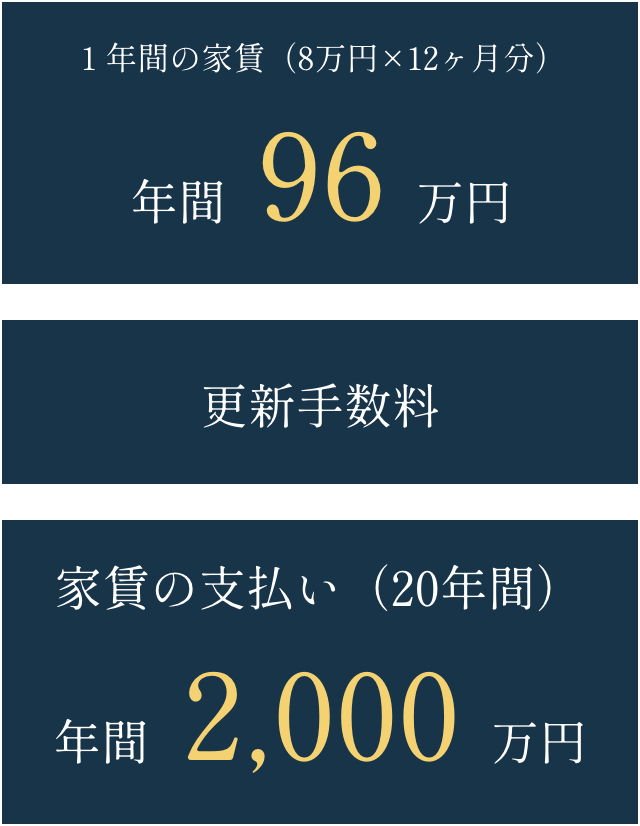 1年間の家賃（8万円×12ヶ月分）
年間 96 万円
更新手数料
家賃の支払い（20年間）
年間 2,000 万円